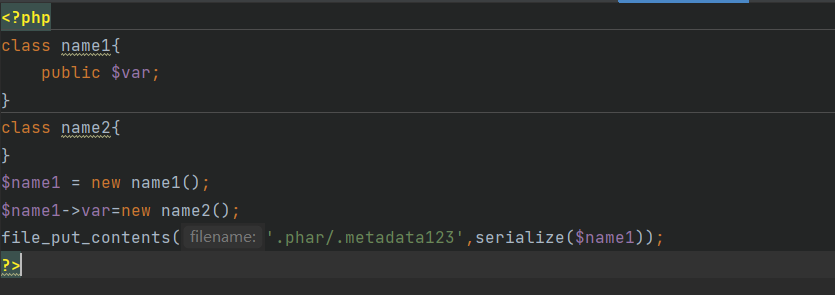 <?php
class name1{
    public $var;
}
class name2{
}
$name1 = new name1();
$name1->var=new name2();
file_put_contents( filename: '.phar/.metadata123',serialize($name1));
?>